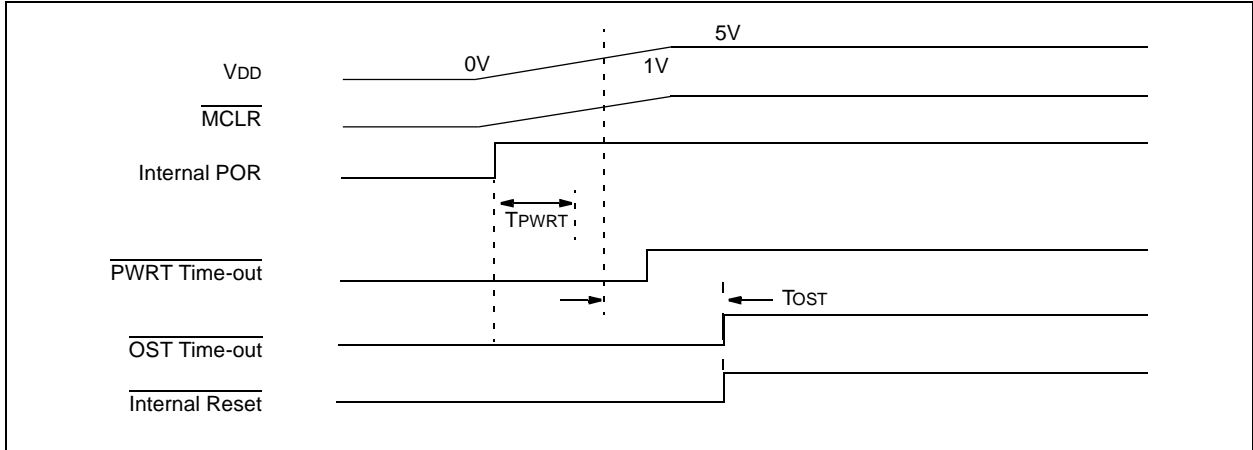 5V
VDD
0V
1V
MCLR
Internal POR
TPWRT
PWRT Time-out
TOST
OST Time-out
Internal Reset